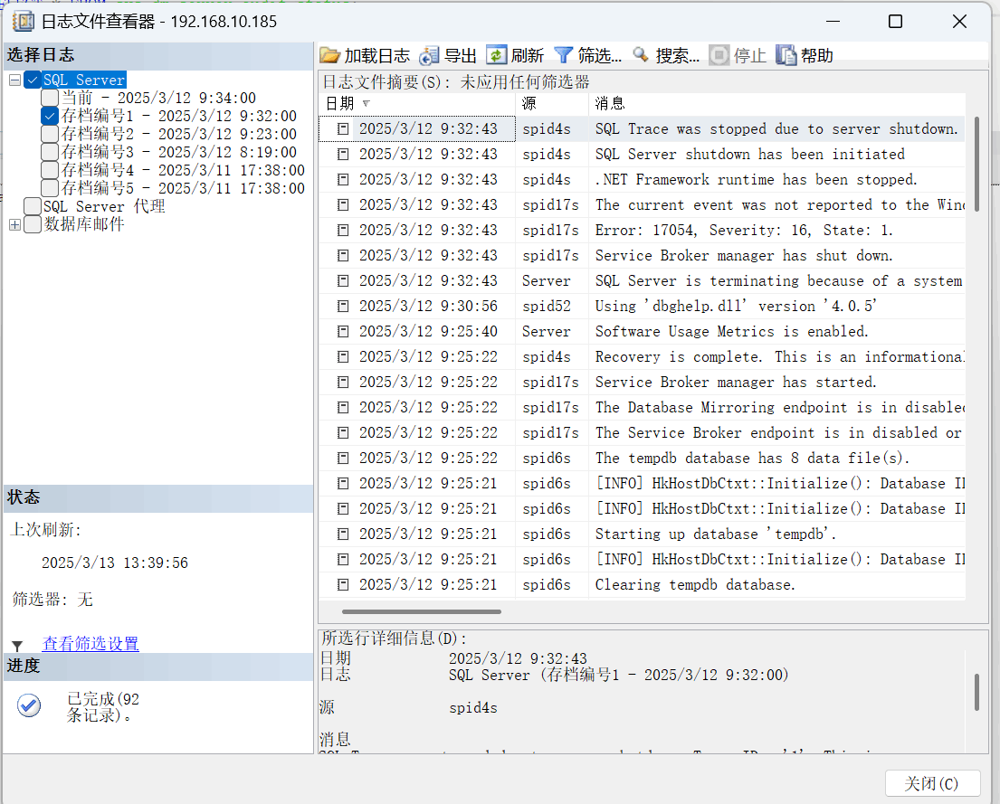 日志文件查看器 - 192.168.10.185
选择日志
SQL Server
当前 - 2025/3/12 9:34:00
存档编号1 - 2025/3/12 9:32:00
存档编号2 - 2025/3/12 9:23:00
存档编号3 - 2025/3/12 8:19:00
存档编号4 - 2025/3/11 17:38:00
存档编号5 - 2025/3/11 17:38:00
SQL Server 代理
数据库邮件
状态
上次刷新:
2025/3/13 13:39:56
筛选器: 无
查看筛选设置
进度
已完成(92
条记录)。
加载日志 导出 刷新 筛选... 搜索... 停止 帮助
日志文件摘要(S): 未应用任何筛选器
日期 源 消息
2025/3/12 9:32:43 spid4s SQL Trace was stopped due to server shutdown.
2025/3/12 9:32:43 spid4s SQL Server shutdown has been initiated
2025/3/12 9:32:43 spid4s .NET Framework runtime has been stopped.
2025/3/12 9:32:43 spid17s The current event was not reported to the Wind
2025/3/12 9:32:43 spid17s Error: 17054, Severity: 16, State: 1.
2025/3/12 9:32:43 spid17s Service Broker manager has shut down.
2025/3/12 9:32:43 Server SQL Server is terminating because of a system
2025/3/12 9:30:56 spid52 Using 'dbghelp.dll' version '4.0.5'
2025/3/12 9:25:40 Server Software Usage Metrics is enabled.
2025/3/12 9:25:22 spid4s Recovery is complete. This is an informational
2025/3/12 9:25:22 spid17s Service Broker manager has started.
2025/3/12 9:25:22 spid17s The Database Mirroring endpoint is in disabled
2025/3/12 9:25:22 spid17s The Service Broker endpoint is in disabled or
2025/3/12 9:25:22 spid6s The tempdb database has 8 data file(s).
2025/3/12 9:25:21 spid6s [INFO] HkHostDbCtxt::Initialize(): Database ID
2025/3/12 9:25:21 spid6s [INFO] HkHostDbCtxt::Initialize(): Database ID
2025/3/12 9:25:21 spid6s Starting up database 'tempdb'.
2025/3/12 9:25:21 spid6s [INFO] HkHostDbCtxt::Initialize(): Database ID
2025/3/12 9:25:21 spid6s Clearing tempdb database.
所选行详细信息(D):
日期 2025/3/12 9:32:43
日志 SQL Server (存档编号1 - 2025/3/12 9:32:00)
源 spid4s
消息
关闭(C)